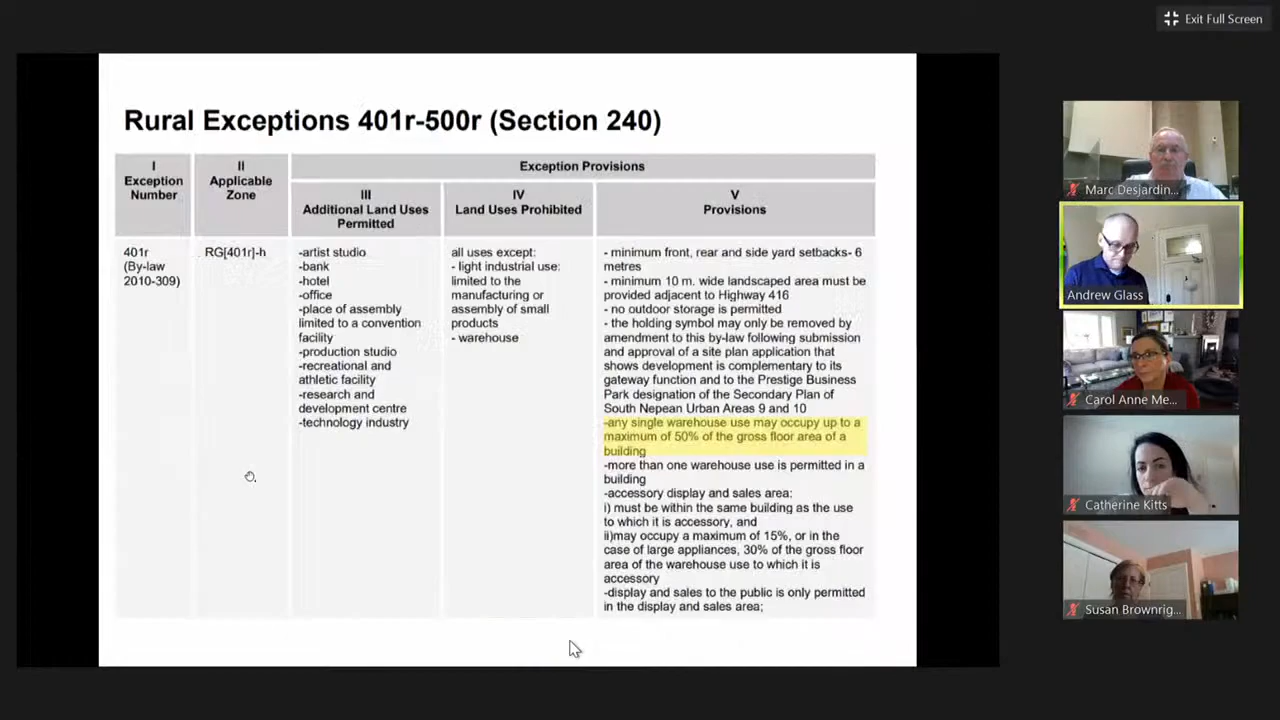 Exit Full Screen
Rural Exceptions 401r-500r (Section 240)
I
Exception
Number
II
Applicable
Zone
Exception Provisions
III
Additional Land Uses
Permitted
IV
Land Uses Prohibited
V
Provisions
401r
(By-law
2010-309)
RG[401r]-h
-artist studio
-bank
-hotel
-office
-place of assembly
limited to a convention
facility
-production studio
-recreational and
athletic facility
-research and
development centre
-technology industry
all uses except:
- light industrial use:
limited to the
manufacturing or
assembly of small
products
- warehouse
- minimum front, rear and side yard setbacks- 6
metres
- minimum 10 m. wide landscaped area must be
provided adjacent to Highway 416
- no outdoor storage is permitted
- the holding symbol may only be removed by
amendment to this by-law following submission
and approval of a site plan application that
shows development is complementary to its
gateway function and to the Prestige Business
Park designation of the Secondary Plan of
South Nepean Urban Areas 9 and 10
-any single warehouse use may occupy up to a
maximum of 50% of the gross floor area of a
building
-more than one warehouse use is permitted in a
building
-accessory display and sales area:
i) must be within the same building as the use
to which it is accessory, and
ii)may occupy a maximum of 15%, or in the
case of large appliances, 30% of the gross floor
area of the warehouse use to which it is
accessory
-display and sales to the public is only permitted
in the display and sales area;
Marc Desjardin...
Andrew Glass
Carol Anne Me...
Catherine Kitts
Susan Brownrig...